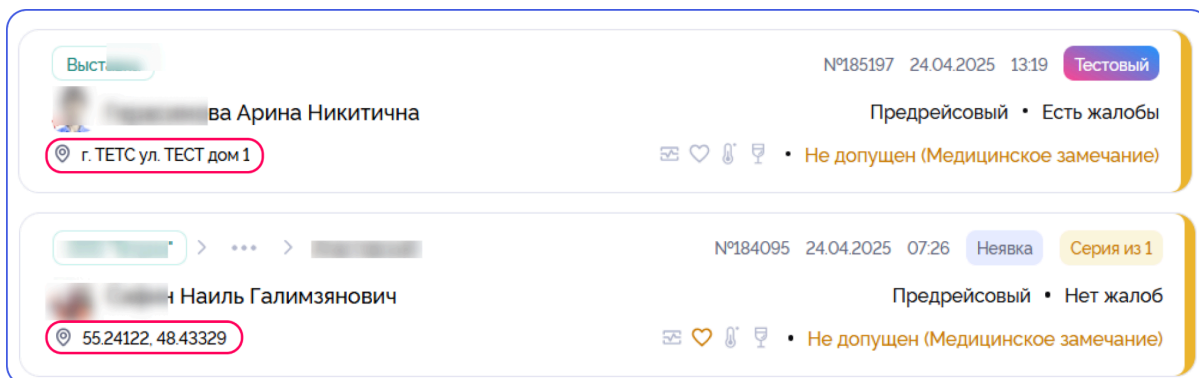 №185197 24.04.2025 13:19 Тестовый
ва Арина Никитична
Предрейсовый • Есть жалобы
г. ТЕТС ул. ТЕСТ дом 1
• Не допущен (Медицинское замечание)
> ••• >
№184095 24.04.2025 07:26 Неявка Серия из 1
н Наиль Галимзянович
Предрейсовый • Нет жалоб
55.24122, 48.43329
• Не допущен (Медицинское замечание)